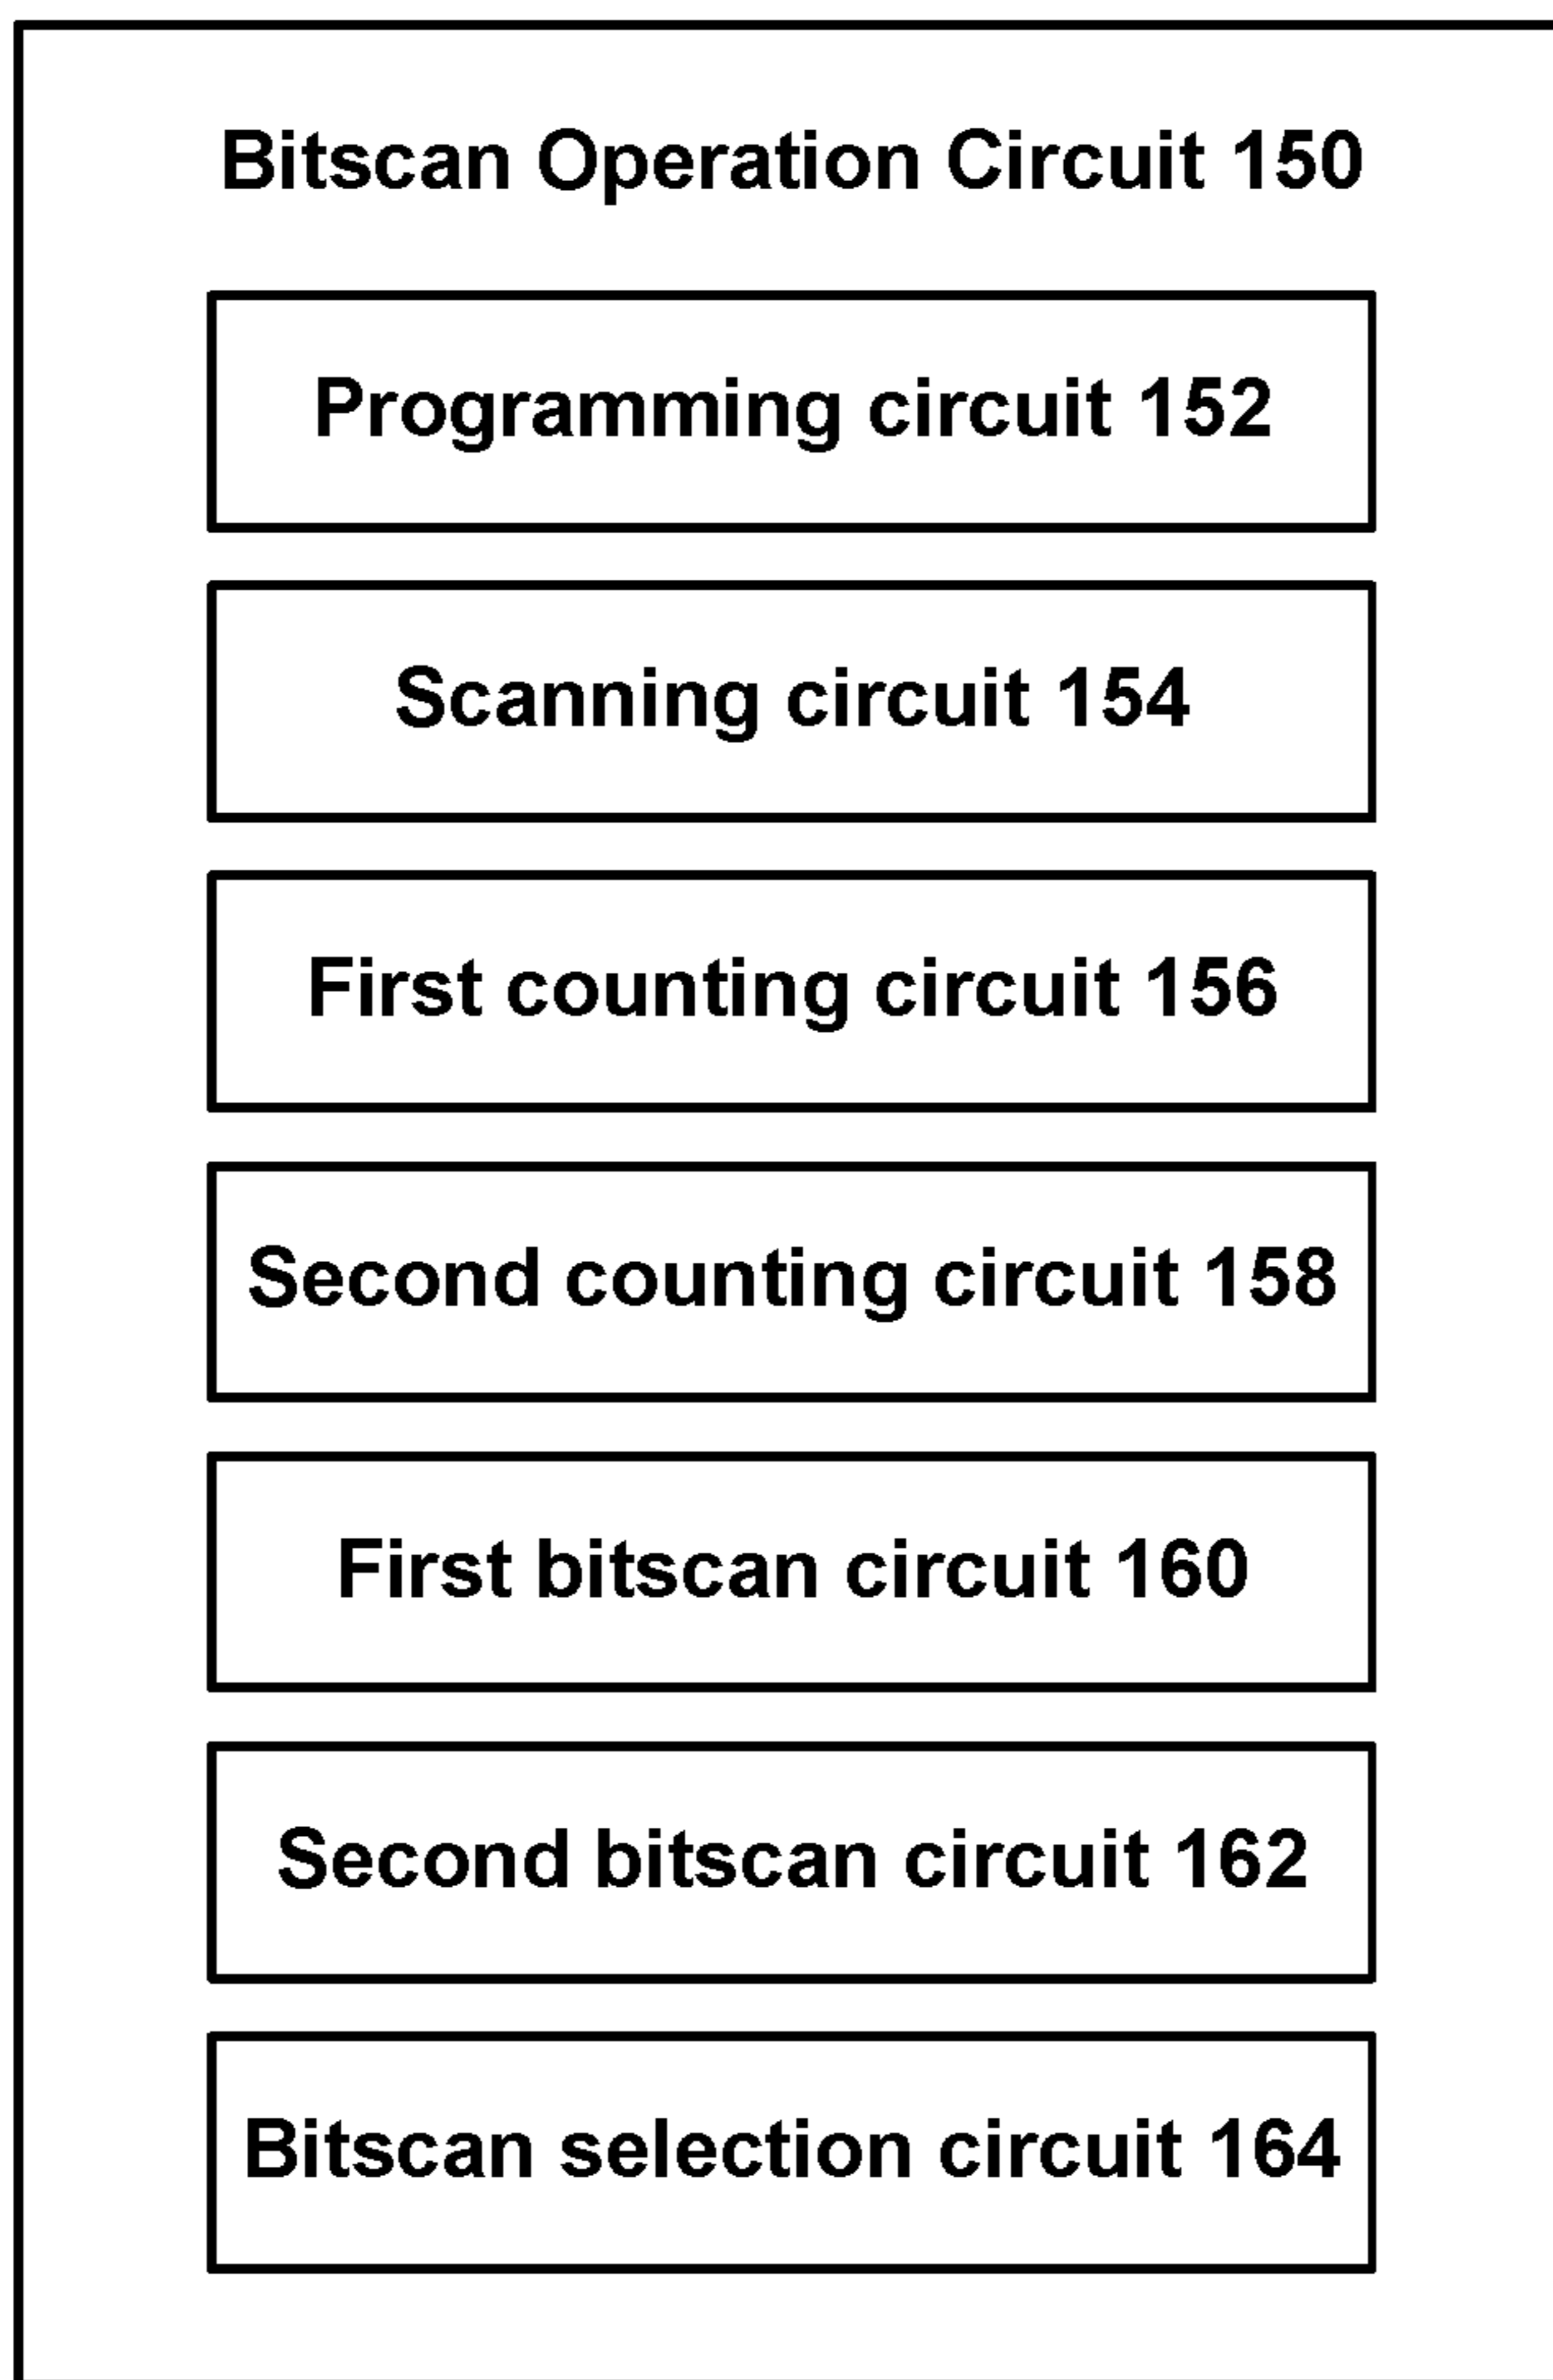 Bitscan Operation Circuit 150
Programming circuit 152
Scanning circuit 154
First counting circuit 156
Second counting circuit 158
First bitscan circuit 160
Second bitscan circuit 162
Bitscan selection circuit 164